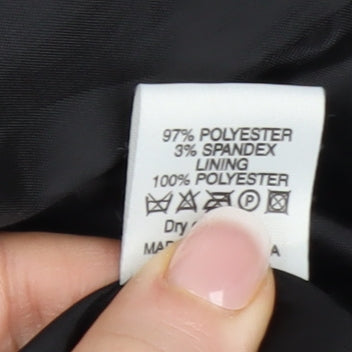 97% POLYESTER
3% SPANDEX
LINING
100% POLYESTER
P
Dry